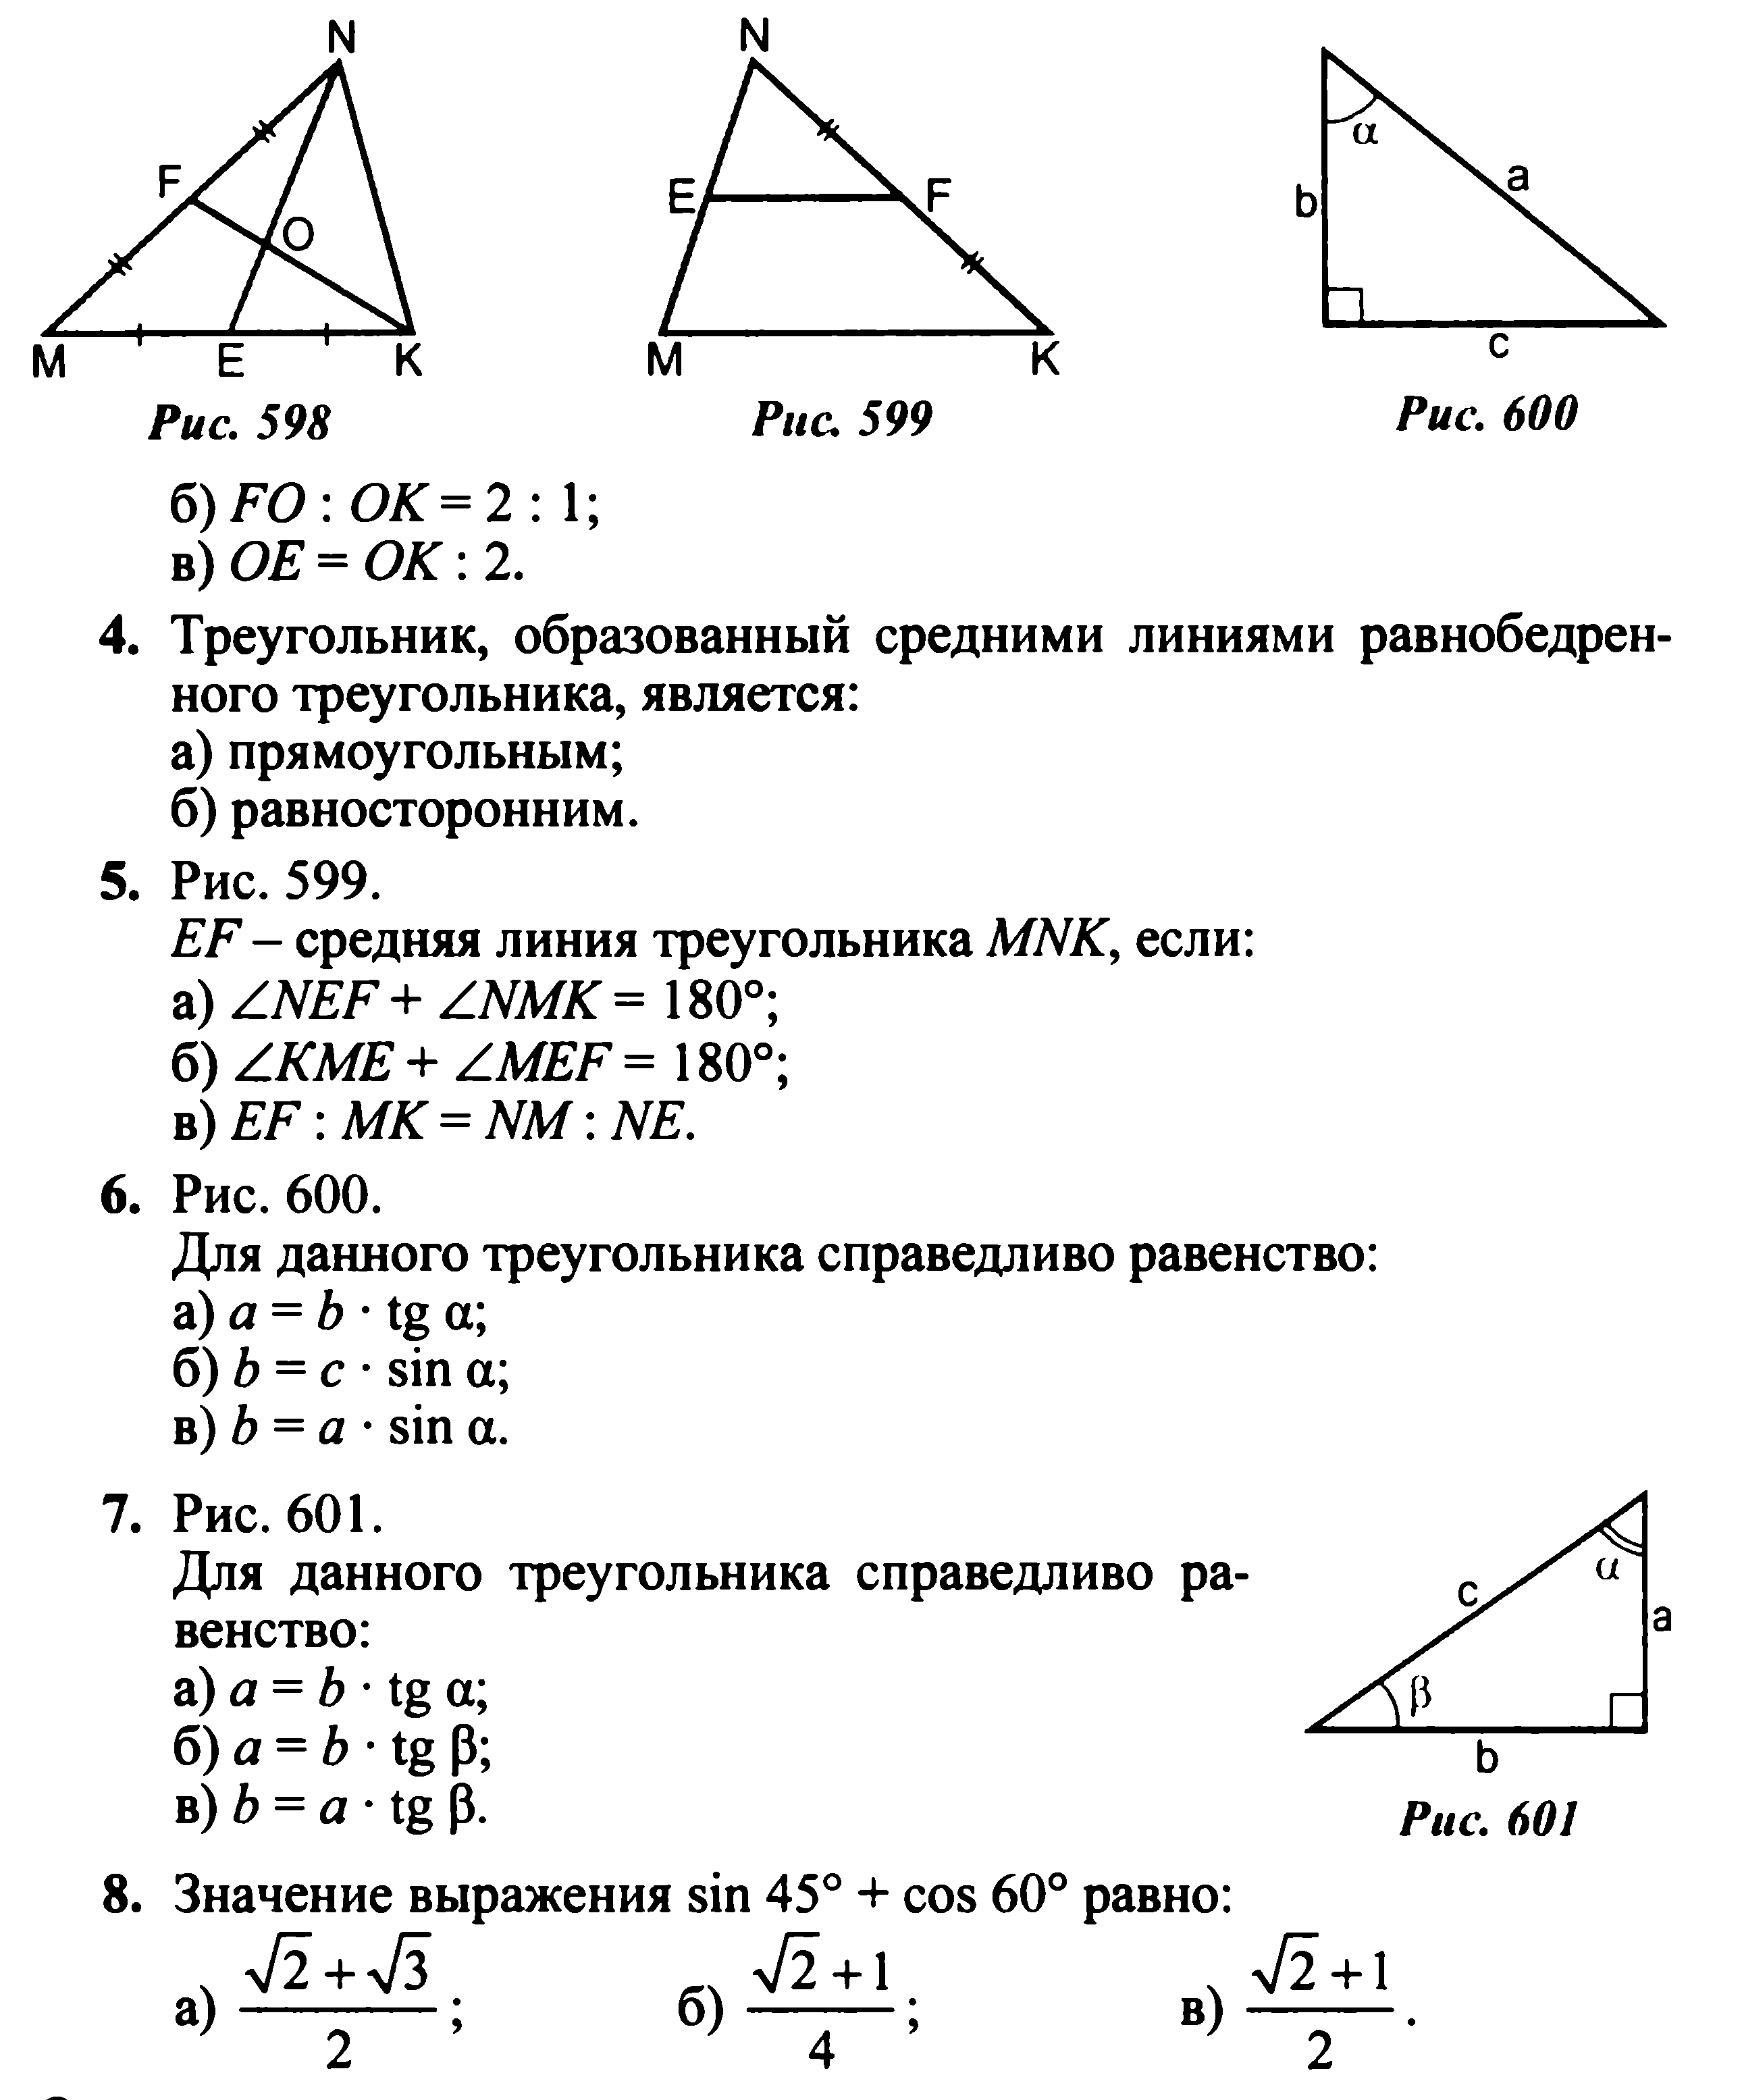 N
F
O
M E K
Рис. 598
N
E F
M K
Рис. 599
α
b a
c
Рис. 600
б) FO : OK = 2 : 1;
в) OE = OK : 2.
4. Треугольник, образованный средними линиями равнобедрен-
ного треугольника, является:
а) прямоугольным;
б) равносторонним.
5. Рис. 599.
EF – средняя линия треугольника MNK, если:
а) ∠NEF + ∠NMK = 180°;
б) ∠KME + ∠MEF = 180°;
в) EF : MK = NM : NE.
6. Рис. 600.
Для данного треугольника справедливо равенство:
а) a = b · tg α;
б) b = c · sin α;
в) b = a · sin α.
7. Рис. 601.
Для данного треугольника справедливо ра-
венство:
а) a = b · tg α;
б) a = b · tg β;
в) b = a · tg β.
α
c a
β
b
Рис. 601
8. Значение выражения sin 45° + cos 60° равно:
а) (√2 + √3)/2 ; б) (√2 + 1)/4 ; в) (√2 + 1)/2 .